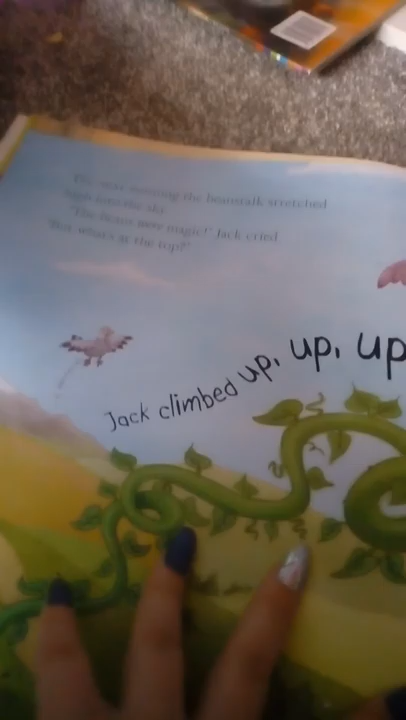 The next morning the beanstalk stretched
high into the sky.
"The beans were magic!" Jack cried.
"But what's at the top?"
Jack climbed up, up, up